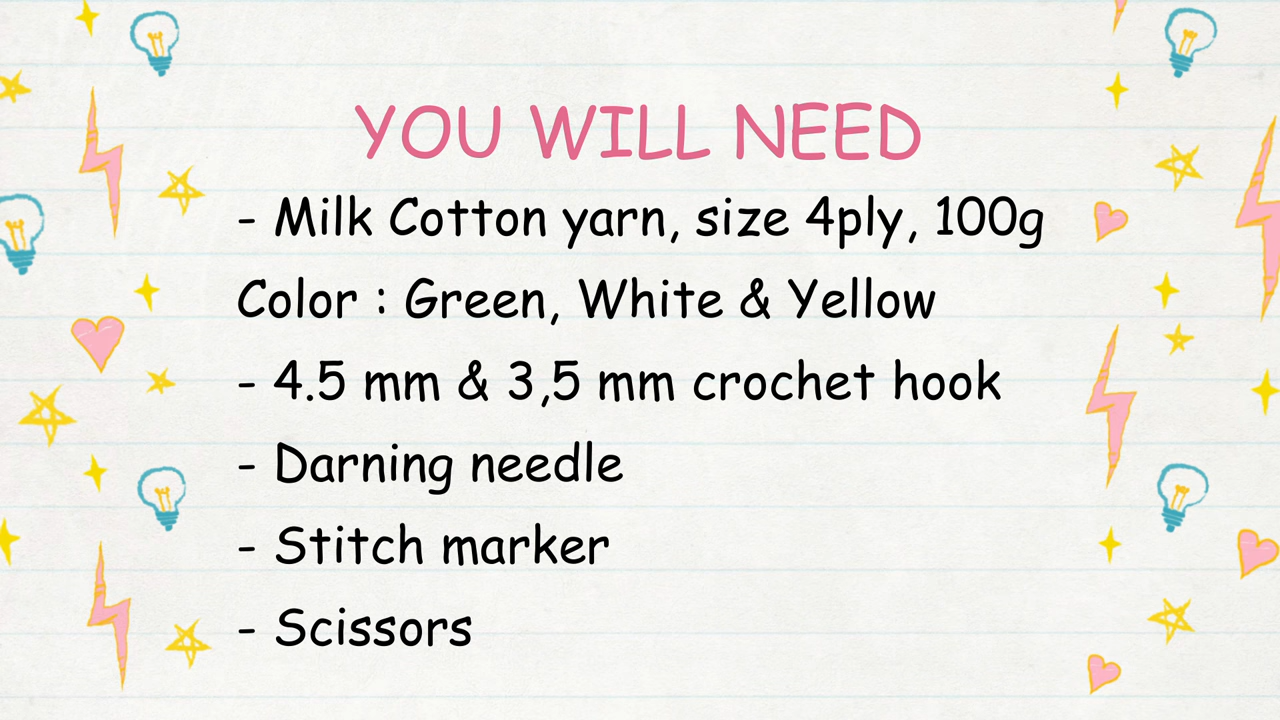 YOU WILL NEED
- Milk Cotton yarn, size 4ply, 100g
Color : Green, White & Yellow
- 4.5 mm & 3,5 mm crochet hook
- Darning needle
- Stitch marker
- Scissors